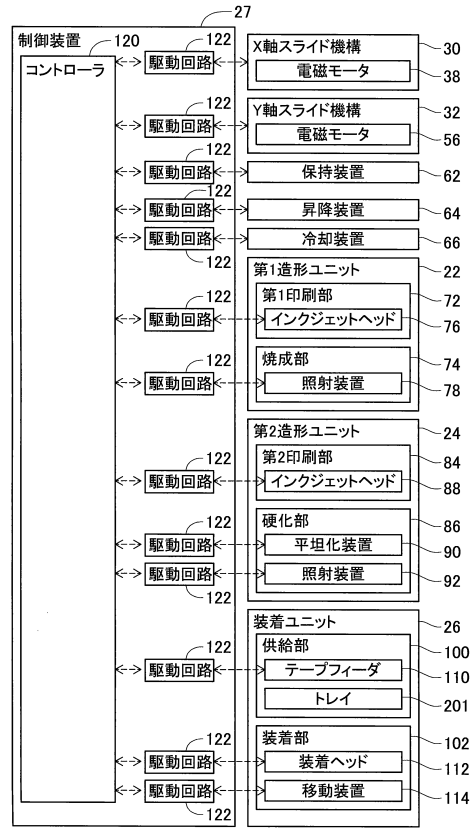 27
制御装置
120
コントローラ
122
駆動回路
X軸スライド機構
30
電磁モータ
38
122
駆動回路
Y軸スライド機構
32
電磁モータ
56
122
駆動回路
保持装置
62
122
駆動回路
昇降装置
64
駆動回路
122
冷却装置
66
第1造形ユニット
22
第1印刷部
72
122
駆動回路
インクジェットヘッド
76
焼成部
74
122
駆動回路
照射装置
78
第2造形ユニット
24
第2印刷部
84
122
駆動回路
インクジェットヘッド
88
硬化部
86
122
駆動回路
平坦化装置
90
駆動回路
122
照射装置
92
装着ユニット
26
供給部
100
122
駆動回路
テープフィーダ
110
トレイ
201
装着部
102
122
駆動回路
装着ヘッド
112
駆動回路
122
移動装置
114